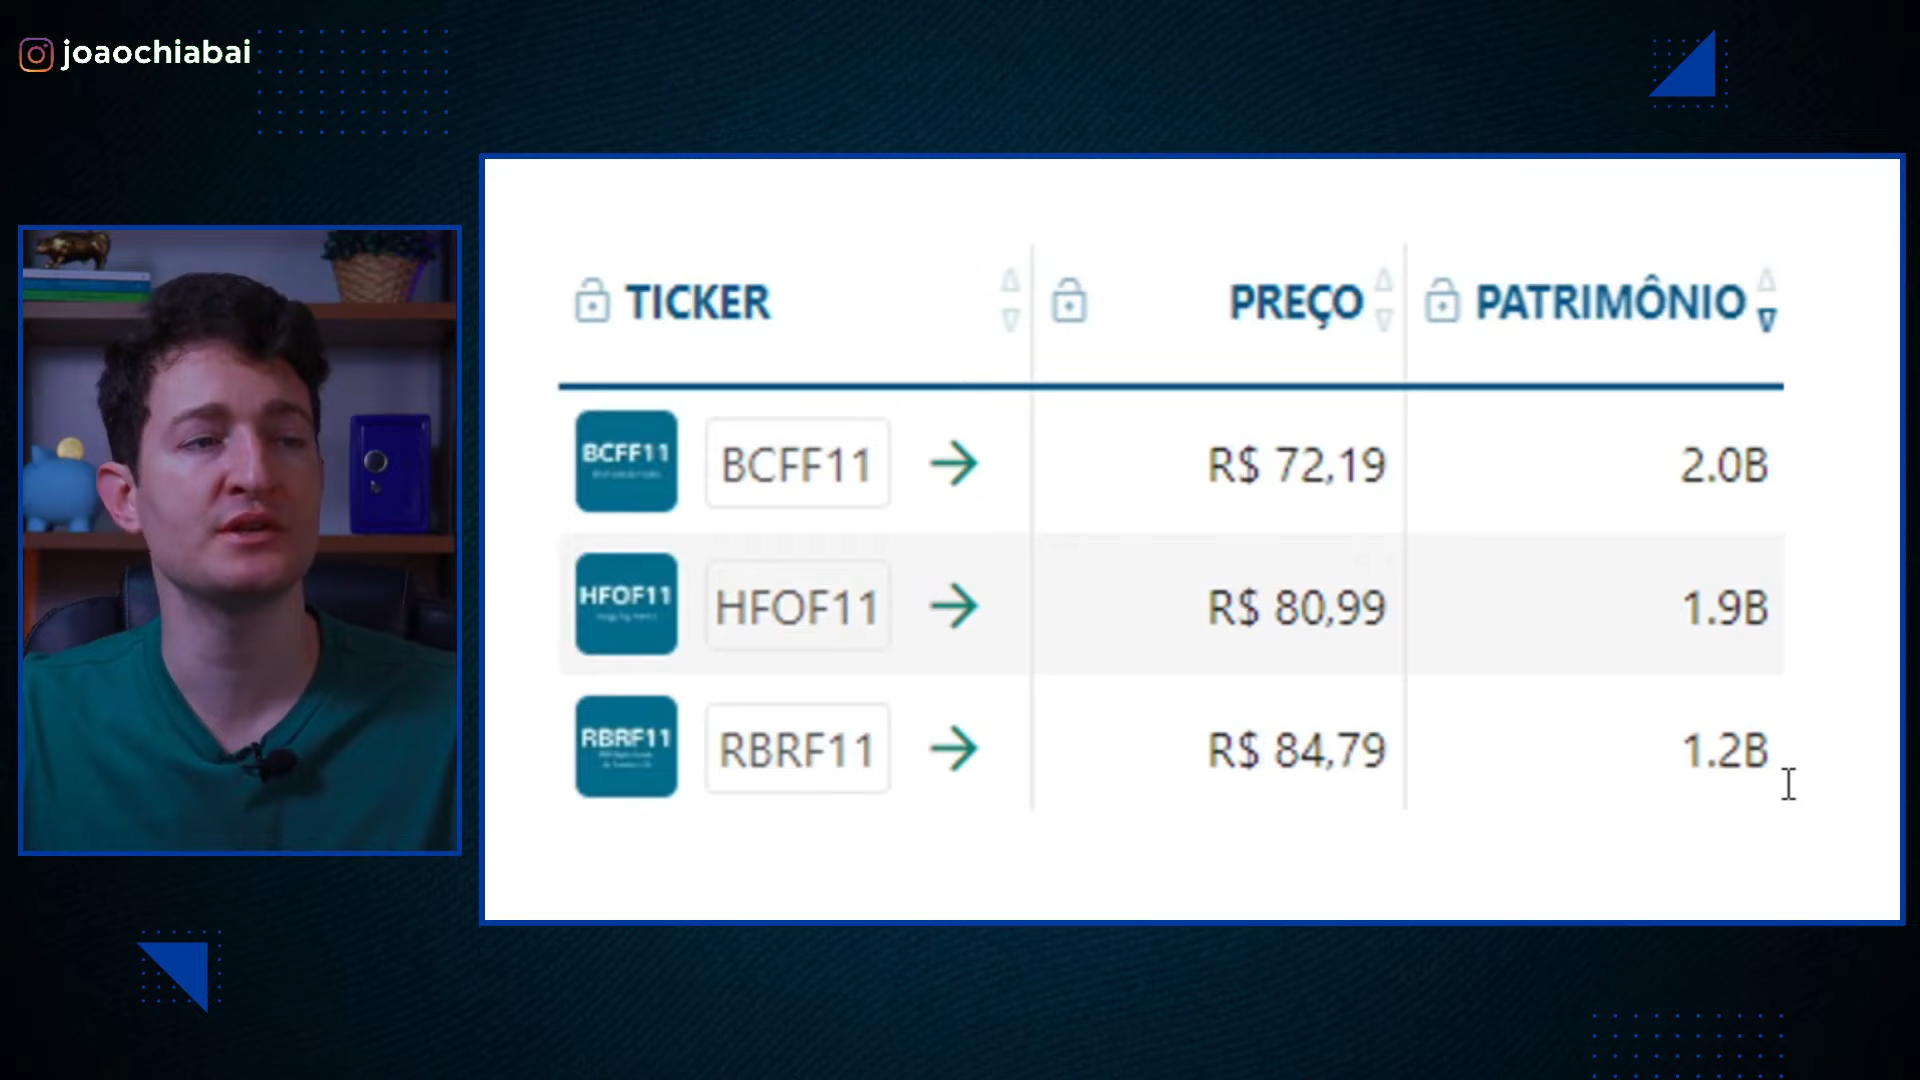 joaochiabai
TICKER PREÇO PATRIMÔNIO
BCFF11 BCFF11 R$ 72,19 2.0B
HFOF11 HFOF11 R$ 80,99 1.9B
RBRF11 RBRF11 R$ 84,79 1.2B